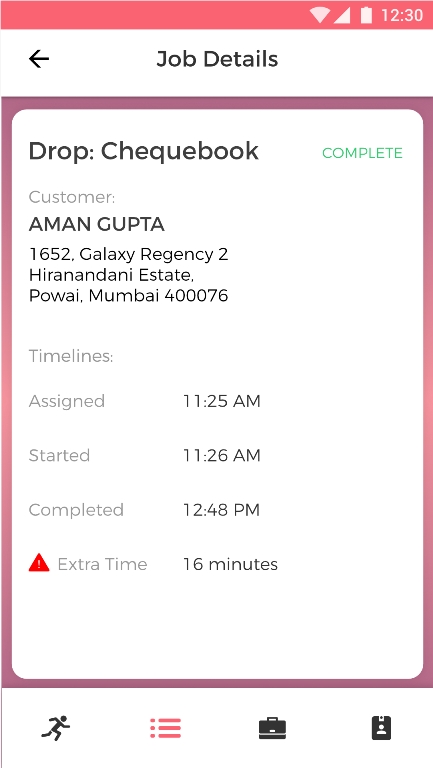 12:30
Job Details
Drop: Chequebook
COMPLETE
Customer:
AMAN GUPTA
1652, Galaxy Regency 2
Hiranandani Estate,
Powai, Mumbai 400076
Timelines:
Assigned 11:25 AM
Started 11:26 AM
Completed 12:48 PM
Extra Time 16 minutes